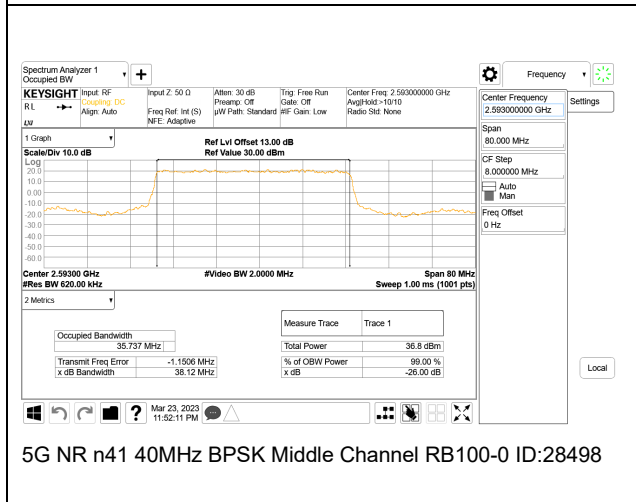 Spectrum Analyzer 1
Occupied BW
+
Frequency
KEYSIGHT
RL
LXI
Input: RF
Coupling: DC
Align: Auto
Input Z: 50 Ω
Freq Ref: Int (S)
NFE: Adaptive
Atten: 30 dB
Preamp: Off
µW Path: Standard
Trig: Free Run
Gate: Off
#IF Gain: Low
Center Freq: 2.593000000 GHz
Avg|Hold:>10/10
Radio Std: None
Center Frequency
2.593000000 GHz
Settings
Span
80.000 MHz
CF Step
8.000000 MHz
Auto
Man
Freq Offset
0 Hz
1 Graph
Scale/Div 10.0 dB
Ref Lvl Offset 13.00 dB
Ref Value 30.00 dBm
Log
20.0
10.0
0.00
-10.0
-20.0
-30.0
-40.0
-50.0
-60.0
Center 2.59300 GHz
#Video BW 2.0000 MHz
Span 80 MHz
#Res BW 620.00 kHz
Sweep 1.00 ms (1001 pts)
2 Metrics
Measure Trace
Trace 1
Occupied Bandwidth
35.737 MHz
Total Power
36.8 dBm
Transmit Freq Error
-1.1506 MHz
% of OBW Power
99.00 %
x dB Bandwidth
38.12 MHz
x dB
-26.00 dB
Local
?
Mar 23, 2023
11:52:11 PM
5G NR n41 40MHz BPSK Middle Channel RB100-0 ID:28498